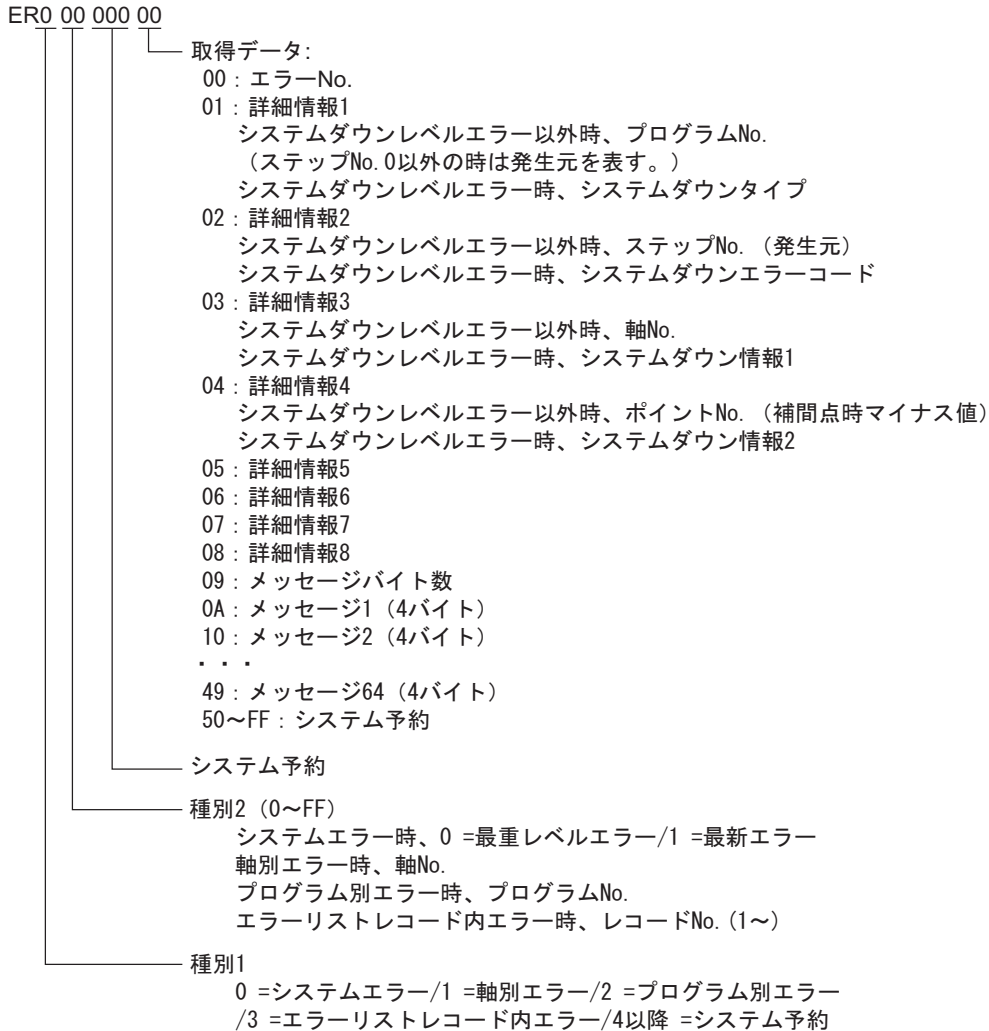 ER0 00 000 00
取得データ:
00：エラーNo.
01：詳細情報1
システムダウンレベルエラー以外時、プログラムNo.
（ステップNo.0以外の時は発生元を表す。）
システムダウンレベルエラー時、システムダウンタイプ
02：詳細情報2
システムダウンレベルエラー以外時、ステップNo.（発生元）
システムダウンレベルエラー時、システムダウンエラーコード
03：詳細情報3
システムダウンレベルエラー以外時、軸No.
システムダウンレベルエラー時、システムダウン情報1
04：詳細情報4
システムダウンレベルエラー以外時、ポイントNo.（補間点時マイナス値）
システムダウンレベルエラー時、システムダウン情報2
05：詳細情報5
06：詳細情報6
07：詳細情報7
08：詳細情報8
09：メッセージバイト数
0A：メッセージ1（4バイト）
10：メッセージ2（4バイト）
・・・
49：メッセージ64（4バイト）
50～FF：システム予約
システム予約
種別2（0～FF）
システムエラー時、0 =最重レベルエラー/1 =最新エラー
軸別エラー時、軸No.
プログラム別エラー時、プログラムNo.
エラーリストレコード内エラー時、レコードNo.(1～)
種別1
0 =システムエラー/1 =軸別エラー/2 =プログラム別エラー
/3 =エラーリストレコード内エラー/4以降 =システム予約